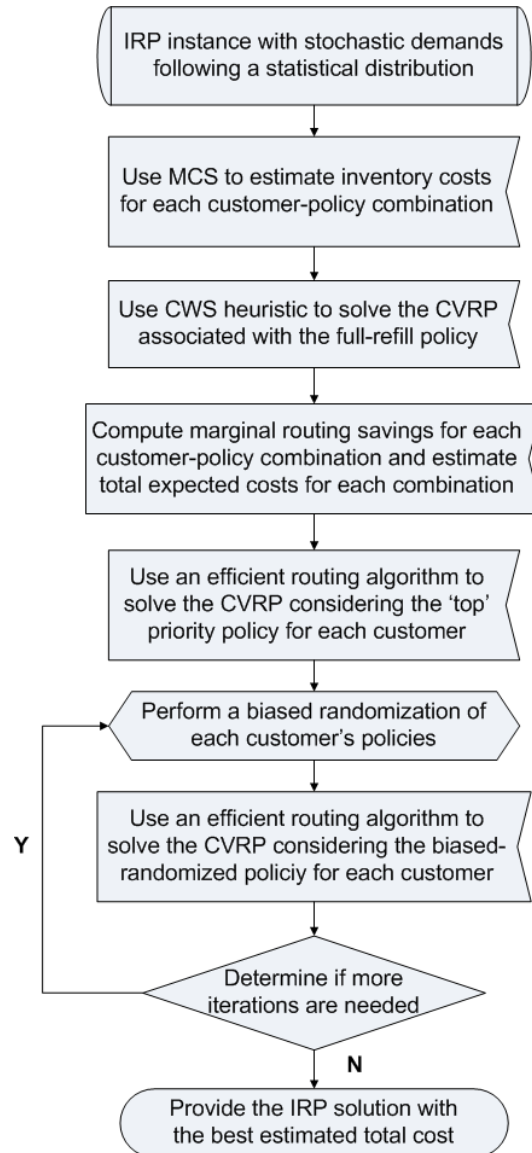 IRP instance with stochastic demands
following a statistical distribution
Use MCS to estimate inventory costs
for each customer-policy combination
Use CWS heuristic to solve the CVRP
associated with the full-refill policy
Compute marginal routing savings for each
customer-policy combination and estimate
total expected costs for each combination
Use an efficient routing algorithm to
solve the CVRP considering the ‘top’
priority policy for each customer
Perform a biased randomization of
each customer’s policies
Use an efficient routing algorithm to
solve the CVRP considering the biased-
randomized policiy for each customer
Y
Determine if more
iterations are needed
N
Provide the IRP solution with
the best estimated total cost